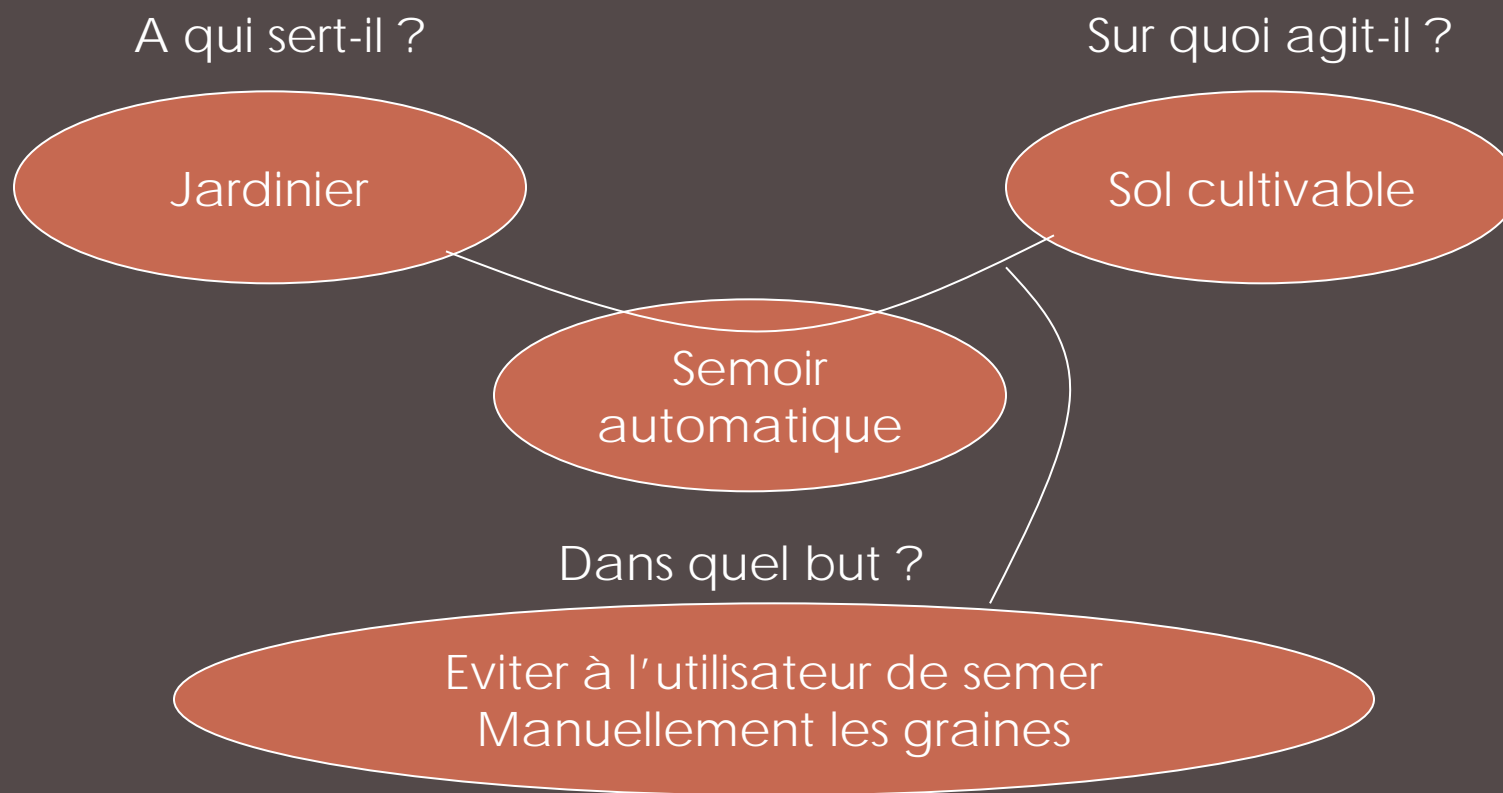 A qui sert-il ?
Sur quoi agit-il ?
Jardinier
Sol cultivable
Semoir
automatique
Dans quel but ?
Eviter à l'utilisateur de semer
Manuellement les graines